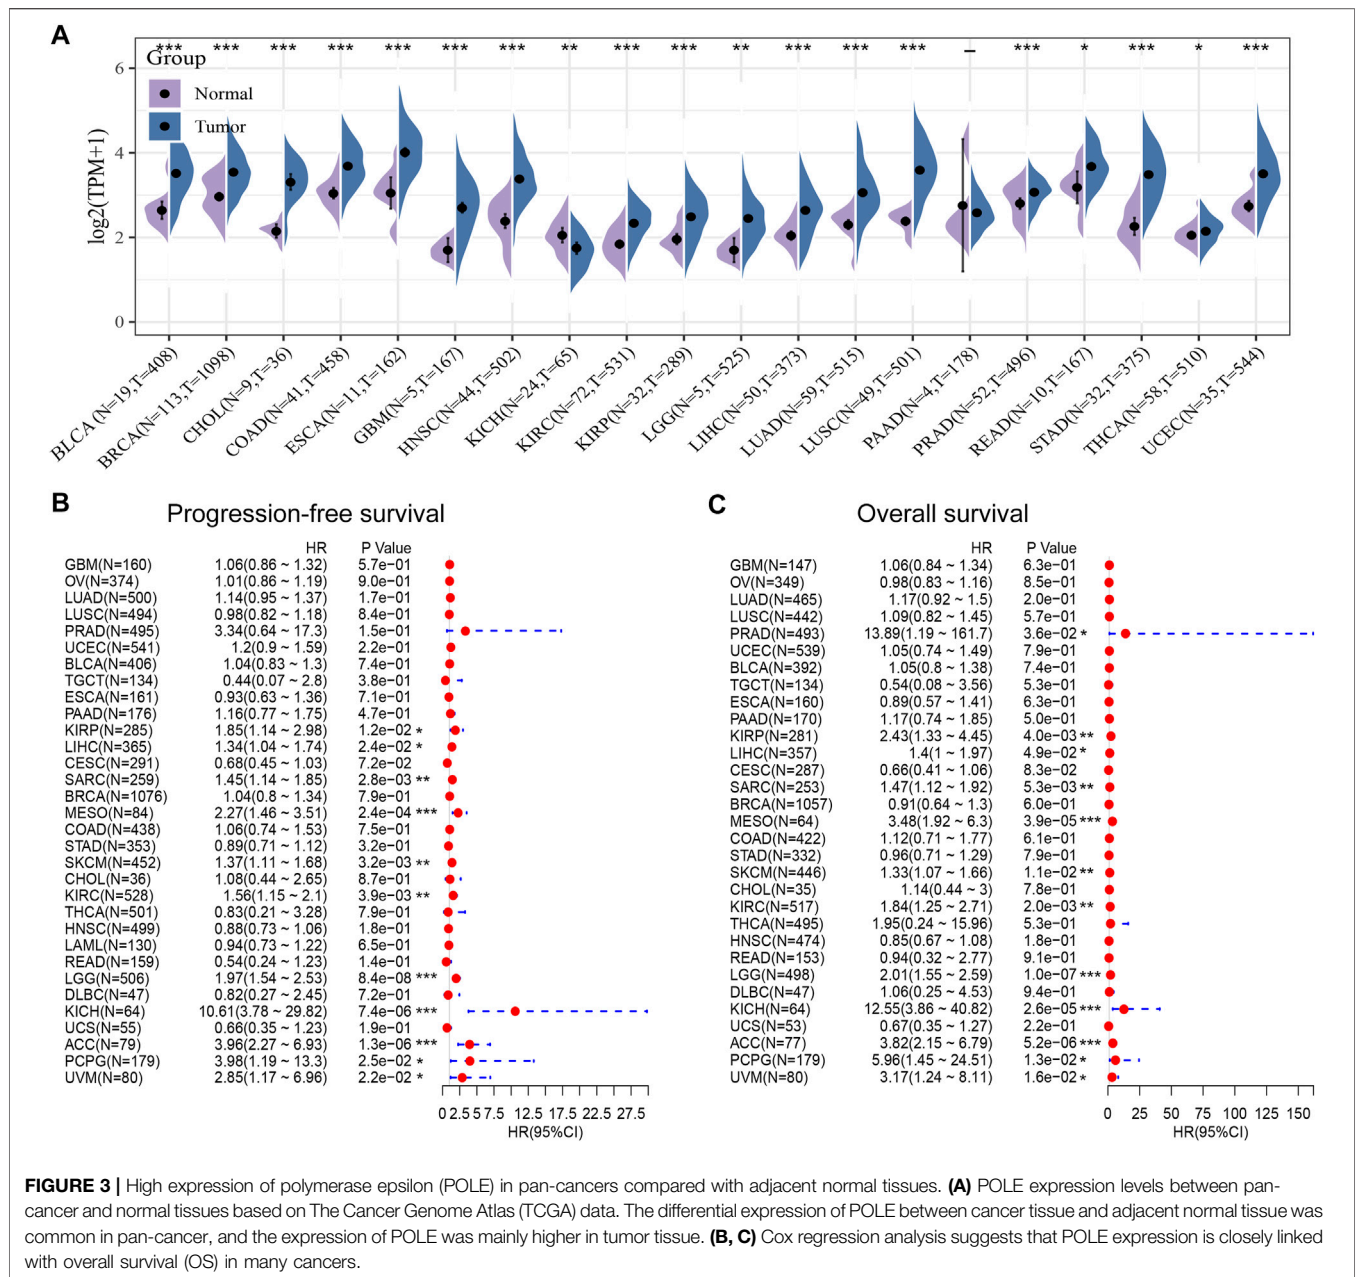 A
*** *** *** *** *** *** *** ** *** *** ** *** *** *** – *** * *** * ***
Group
Normal
Tumor
log2(TPM+1)
6
4
2
0
BLCA (N=19,T=408)
BRCA(N=113,T=1098)
CHOL(N=9,T=36)
COAD(N=41,T=458)
ESCA(N=11,T=162)
GBM(N=5,T=167)
HNSC(N=44,T=502)
KICH(N=24,T=65)
KIRC(N=72,T=531)
KIRP(N=32,T=289)
LGG(N=5,T=525)
LIHC(N=50,T=373)
LUAD(N=59,T=515)
LUSC(N=49,T=501)
PAAD(N=4,T=178)
PRAD(N=52,T=496)
READ(N=10,T=167)
STAD(N=32,T=375)
THCA(N=58,T=510)
UCEC(N=35,T=544)
B
Progression-free survival
HR P Value
GBM(N=160) 1.06(0.86 ~ 1.32) 5.7e−01
OV(N=374) 1.01(0.86 ~ 1.19) 9.0e−01
LUAD(N=500) 1.14(0.95 ~ 1.37) 1.7e−01
LUSC(N=494) 0.98(0.82 ~ 1.18) 8.4e−01
PRAD(N=495) 3.34(0.64 ~ 17.3) 1.5e−01
UCEC(N=541) 1.2(0.9 ~ 1.59) 2.2e−01
BLCA(N=406) 1.04(0.83 ~ 1.3) 7.4e−01
TGCT(N=134) 0.44(0.07 ~ 2.8) 3.8e−01
ESCA(N=161) 0.93(0.63 ~ 1.36) 7.1e−01
PAAD(N=176) 1.16(0.77 ~ 1.75) 4.7e−01
KIRP(N=285) 1.85(1.14 ~ 2.98) 1.2e−02 *
LIHC(N=365) 1.34(1.04 ~ 1.74) 2.4e−02 *
CESC(N=291) 0.68(0.45 ~ 1.03) 7.2e−02
SARC(N=259) 1.45(1.14 ~ 1.85) 2.8e−03 **
BRCA(N=1076) 1.04(0.8 ~ 1.34) 7.9e−01
MESO(N=84) 2.27(1.46 ~ 3.51) 2.4e−04 ***
COAD(N=438) 1.06(0.74 ~ 1.53) 7.5e−01
STAD(N=353) 0.89(0.71 ~ 1.12) 3.2e−01
SKCM(N=452) 1.37(1.11 ~ 1.68) 3.2e−03 **
CHOL(N=36) 1.08(0.44 ~ 2.65) 8.7e−01
KIRC(N=528) 1.56(1.15 ~ 2.1) 3.9e−03 **
THCA(N=501) 0.83(0.21 ~ 3.28) 7.9e−01
HNSC(N=499) 0.88(0.73 ~ 1.06) 1.8e−01
LAML(N=130) 0.94(0.73 ~ 1.22) 6.5e−01
READ(N=159) 0.54(0.24 ~ 1.23) 1.4e−01
LGG(N=506) 1.97(1.54 ~ 2.53) 8.4e−08 ***
DLBC(N=47) 0.82(0.27 ~ 2.45) 7.2e−01
KICH(N=64) 10.61(3.78 ~ 29.82) 7.4e−06 ***
UCS(N=55) 0.66(0.35 ~ 1.23) 1.9e−01
ACC(N=79) 3.96(2.27 ~ 6.93) 1.3e−06 ***
PCPG(N=179) 3.98(1.19 ~ 13.3) 2.5e−02 *
UVM(N=80) 2.85(1.17 ~ 6.96) 2.2e−02 *
0 2.5 5 7.5 12.5 17.5 22.5 27.5
HR(95%CI)
C
Overall survival
HR P Value
GBM(N=147) 1.06(0.84 ~ 1.34) 6.3e−01
OV(N=349) 0.98(0.83 ~ 1.16) 8.5e−01
LUAD(N=465) 1.17(0.92 ~ 1.5) 2.0e−01
LUSC(N=442) 1.09(0.82 ~ 1.45) 5.7e−01
PRAD(N=493) 13.89(1.19 ~ 161.7) 3.6e−02 *
UCEC(N=539) 1.05(0.74 ~ 1.49) 7.9e−01
BLCA(N=392) 1.05(0.8 ~ 1.38) 7.4e−01
TGCT(N=134) 0.54(0.08 ~ 3.56) 5.3e−01
ESCA(N=160) 0.89(0.57 ~ 1.41) 6.3e−01
PAAD(N=170) 1.17(0.74 ~ 1.85) 5.0e−01
KIRP(N=281) 2.43(1.33 ~ 4.45) 4.0e−03 **
LIHC(N=357) 1.4(1 ~ 1.97) 4.9e−02 *
CESC(N=287) 0.66(0.41 ~ 1.06) 8.3e−02
SARC(N=253) 1.47(1.12 ~ 1.92) 5.3e−03 **
BRCA(N=1057) 0.91(0.64 ~ 1.3) 6.0e−01
MESO(N=64) 3.48(1.92 ~ 6.3) 3.9e−05 ***
COAD(N=422) 1.12(0.71 ~ 1.77) 6.1e−01
STAD(N=332) 0.96(0.71 ~ 1.29) 7.9e−01
SKCM(N=446) 1.33(1.07 ~ 1.66) 1.1e−02 **
CHOL(N=35) 1.14(0.44 ~ 3) 7.8e−01
KIRC(N=517) 1.84(1.25 ~ 2.71) 2.0e−03 **
THCA(N=495) 1.95(0.24 ~ 15.96) 5.3e−01
HNSC(N=474) 0.85(0.67 ~ 1.08) 1.8e−01
READ(N=153) 0.94(0.32 ~ 2.77) 9.1e−01
LGG(N=498) 2.01(1.55 ~ 2.59) 1.0e−07 ***
DLBC(N=47) 1.06(0.25 ~ 4.53) 9.4e−01
KICH(N=64) 12.55(3.86 ~ 40.82) 2.6e−05 ***
UCS(N=53) 0.67(0.35 ~ 1.27) 2.2e−01
ACC(N=77) 3.82(2.15 ~ 6.79) 5.2e−06 ***
PCPG(N=179) 5.96(1.45 ~ 24.51) 1.3e−02 *
UVM(N=80) 3.17(1.24 ~ 8.11) 1.6e−02 *
0 25 50 75 100 125 150
HR(95%CI)
FIGURE 3 | High expression of polymerase epsilon (POLE) in pan-cancers compared with adjacent normal tissues. (A) POLE expression levels between pan-
cancer and normal tissues based on The Cancer Genome Atlas (TCGA) data. The differential expression of POLE between cancer tissue and adjacent normal tissue was
common in pan-cancer, and the expression of POLE was mainly higher in tumor tissue. (B, C) Cox regression analysis suggests that POLE expression is closely linked
with overall survival (OS) in many cancers.